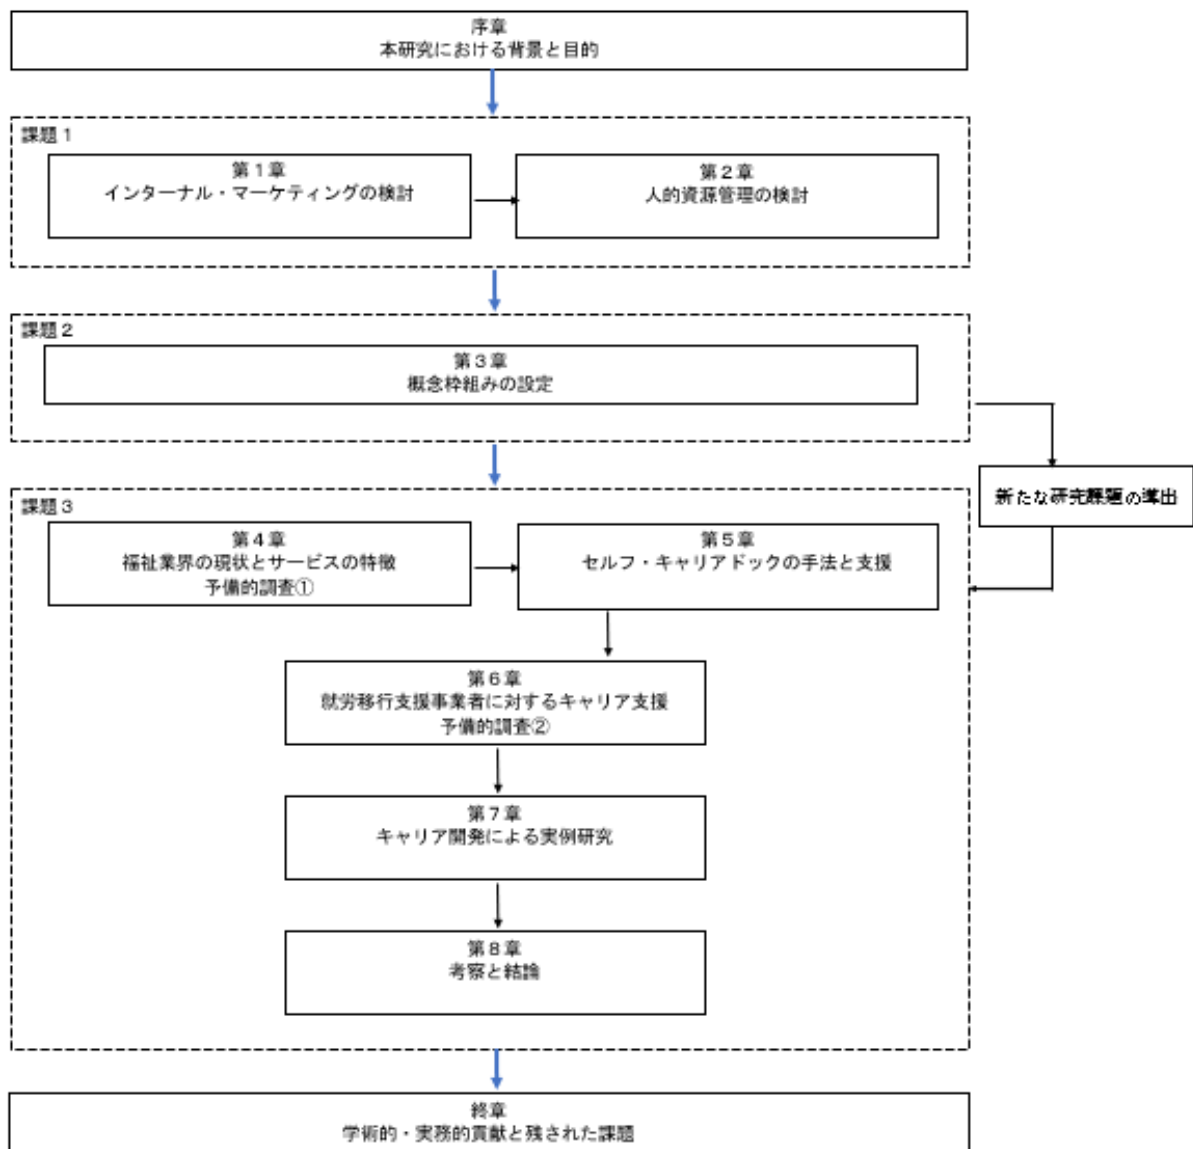 序章
本研究における背景と目的
課題1
第1章
インターナル・マーケティングの検討
第2章
人的資源管理の検討
課題2
第3章
概念枠組みの設定
新たな研究課題の導出
課題3
第4章
福祉業界の現状とサービスの特徴
予備的調査①
第5章
セルフ・キャリアドックの手法と支援
第6章
就労移行支援事業者に対するキャリア支援
予備的調査②
第7章
キャリア開発による実例研究
第8章
考察と結論
終章
学術的・実務的貢献と残された課題